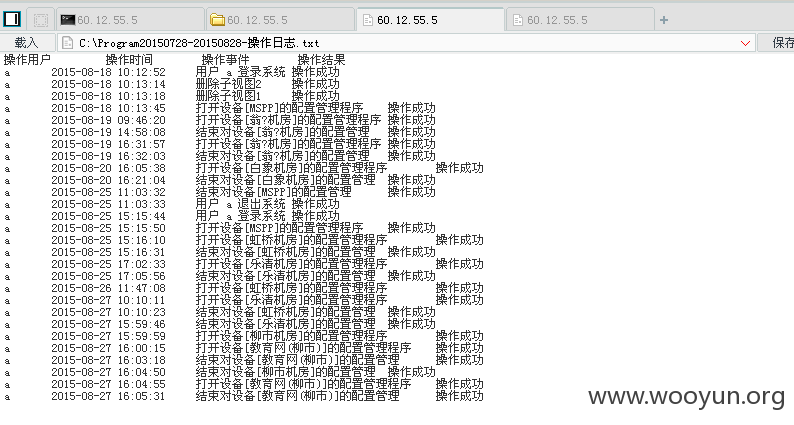 60.12.55.5 60.12.55.5 60.12.55.5 60.12.55.5 +
载入 C:\Program20150728-20150828-操作日志.txt 保存
操作用户 操作时间 操作事件 操作结果
a 2015-08-18 10:12:52 用户 a 登录系统 操作成功
a 2015-08-18 10:13:14 删除子视图2 操作成功
a 2015-08-18 10:13:18 删除子视图1 操作成功
a 2015-08-18 10:13:45 打开设备[MSPP]的配置管理程序 操作成功
a 2015-08-19 09:46:20 打开设备[翁?机房]的配置管理程序 操作成功
a 2015-08-19 14:58:08 结束对设备[翁?机房]的配置管理 操作成功
a 2015-08-19 16:31:57 打开设备[翁?机房]的配置管理程序 操作成功
a 2015-08-19 16:32:03 结束对设备[翁?机房]的配置管理 操作成功
a 2015-08-20 16:05:38 打开设备[白象机房]的配置管理程序 操作成功
a 2015-08-20 16:21:04 结束对设备[白象机房]的配置管理 操作成功
a 2015-08-25 11:03:32 结束对设备[MSPP]的配置管理 操作成功
a 2015-08-25 11:03:33 用户 a 退出系统 操作成功
a 2015-08-25 15:15:44 用户 a 登录系统 操作成功
a 2015-08-25 15:15:50 打开设备[MSPP]的配置管理程序 操作成功
a 2015-08-25 15:16:10 打开设备[虹桥机房]的配置管理程序 操作成功
a 2015-08-25 15:16:31 结束对设备[虹桥机房]的配置管理 操作成功
a 2015-08-25 17:02:33 打开设备[乐清机房]的配置管理程序 操作成功
a 2015-08-25 17:05:56 结束对设备[乐清机房]的配置管理 操作成功
a 2015-08-26 11:47:08 打开设备[虹桥机房]的配置管理程序 操作成功
a 2015-08-27 10:10:11 打开设备[乐清机房]的配置管理程序 操作成功
a 2015-08-27 10:10:23 结束对设备[虹桥机房]的配置管理 操作成功
a 2015-08-27 15:59:46 结束对设备[乐清机房]的配置管理 操作成功
a 2015-08-27 15:59:59 打开设备[柳市机房]的配置管理程序 操作成功
a 2015-08-27 16:00:15 打开设备[教育网(柳市)]的配置管理程序 操作成功
a 2015-08-27 16:03:18 结束对设备[教育网(柳市)]的配置管理 操作成功
a 2015-08-27 16:04:50 结束对设备[柳市机房]的配置管理 操作成功
a 2015-08-27 16:04:55 打开设备[教育网(柳市)]的配置管理程序 操作成功
a 2015-08-27 16:05:31 结束对设备[教育网(柳市)]的配置管理 操作成功
www.wooyun.org